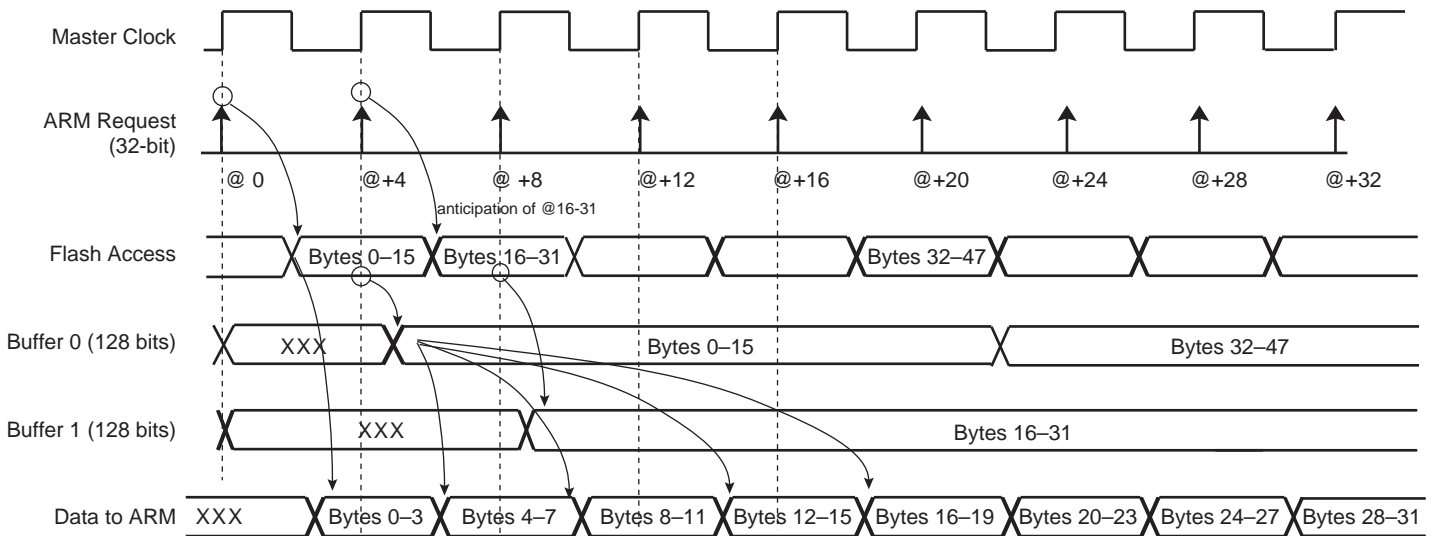 Master Clock
ARM Request
(32-bit)
@ 0
@+4
@ +8
@+12
@+16
@+20
@+24
@+28
@+32
anticipation of @16-31
Flash Access
Bytes 0–15
Bytes 16–31
Bytes 32–47
Buffer 0 (128 bits)
XXX
Bytes 0–15
Bytes 32–47
Buffer 1 (128 bits)
XXX
Bytes 16–31
Data to ARM
XXX
Bytes 0–3
Bytes 4–7
Bytes 8–11
Bytes 12–15
Bytes 16–19
Bytes 20–23
Bytes 24–27
Bytes 28–31